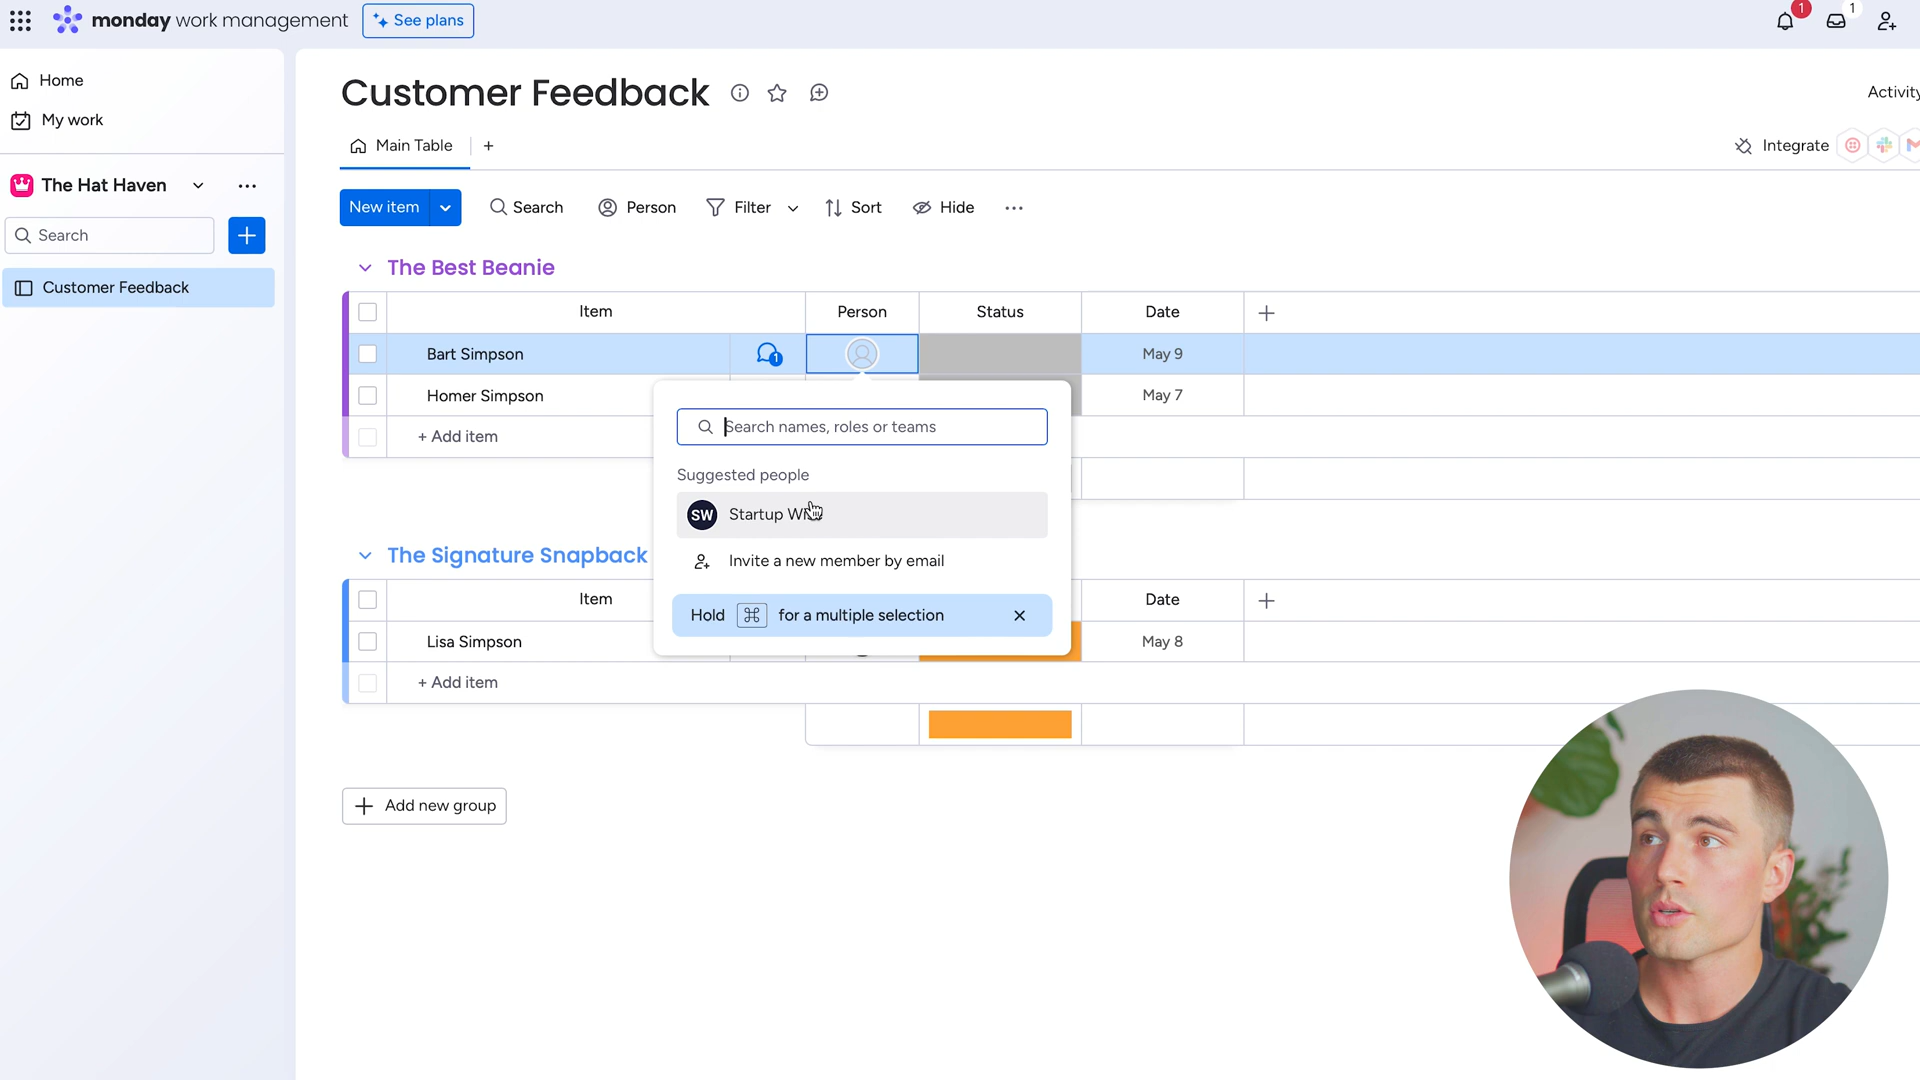 monday work management
See plans
1
1
Home
My work
The Hat Haven
Search
Customer Feedback
Customer Feedback
Activity
Main Table
+
Integrate
New item
Search
Person
Filter
Sort
Hide
The Best Beanie
Item
Person
Status
Date
Bart Simpson
1
May 9
Homer Simpson
May 7
+ Add item
Search names, roles or teams
Suggested people
SW
Startup
Invite a new member by email
Hold ⌘ for a multiple selection
The Signature Snapback
Item
Date
Lisa Simpson
May 8
+ Add item
Add new group